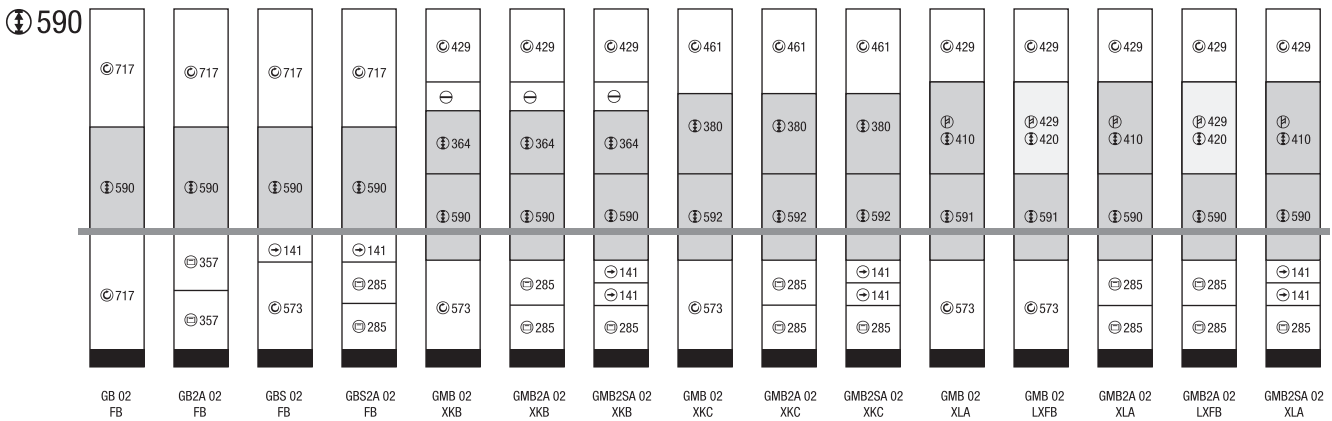 590
717 717 717 717 429 429 429 461 461 461 429 429 429 429 429
364 364 364 380 380 380 410 429 410 429 410
420 420
590 590 590 590 590 590 590 592 592 592 591 591 590 590 590
717 357 141 141 573 285 141 573 285 141 573 573 285 285 141
357 573 285 285 141 285 141 285 285 141
285 285 285 285
GB 02 GB2A 02 GBS 02 GBS2A 02 GMB 02 GMB2A 02 GMB2SA 02 GMB 02 GMB2A 02 GMB2SA 02 GMB 02 GMB 02 GMB2A 02 GMB2A 02 GMB2SA 02
FB FB FB FB XKB XKB XKB XKC XKC XKC XLA LXFB XLA LXFB XLA